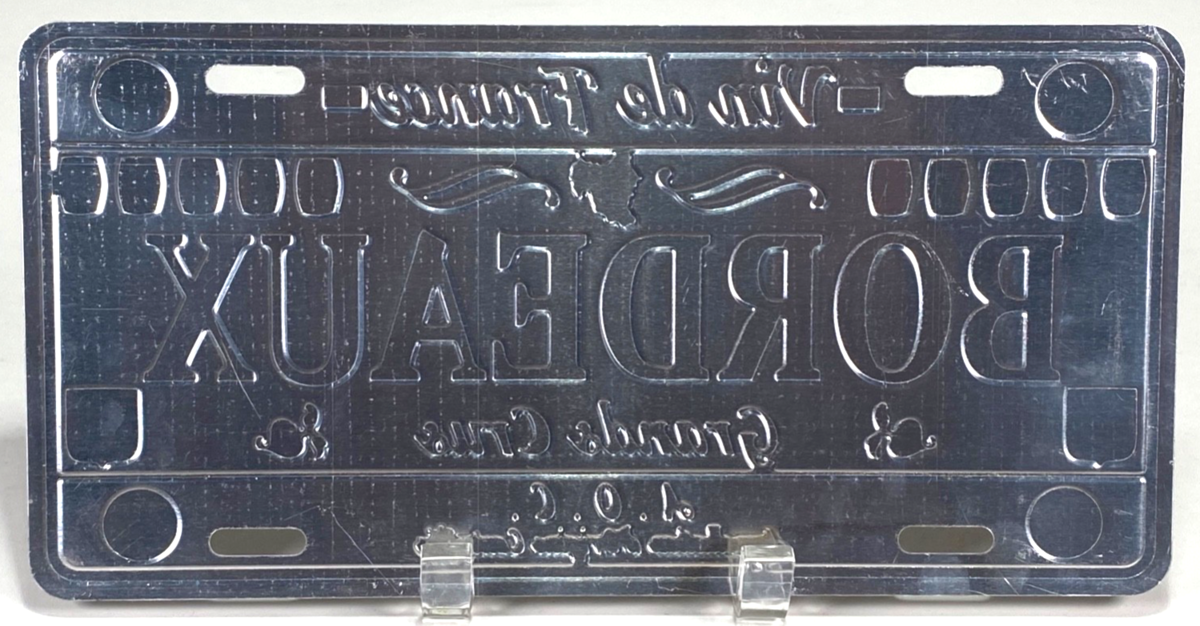 Vin de France
BORDEAUX
Grands Crus
A. O. C.